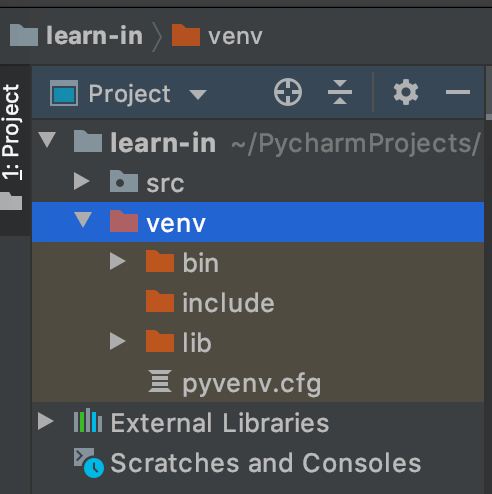 learn-in venv
1: Project
Project
learn-in ~/PycharmProjects/
src
venv
bin
include
lib
pyvenv.cfg
External Libraries
Scratches and Consoles